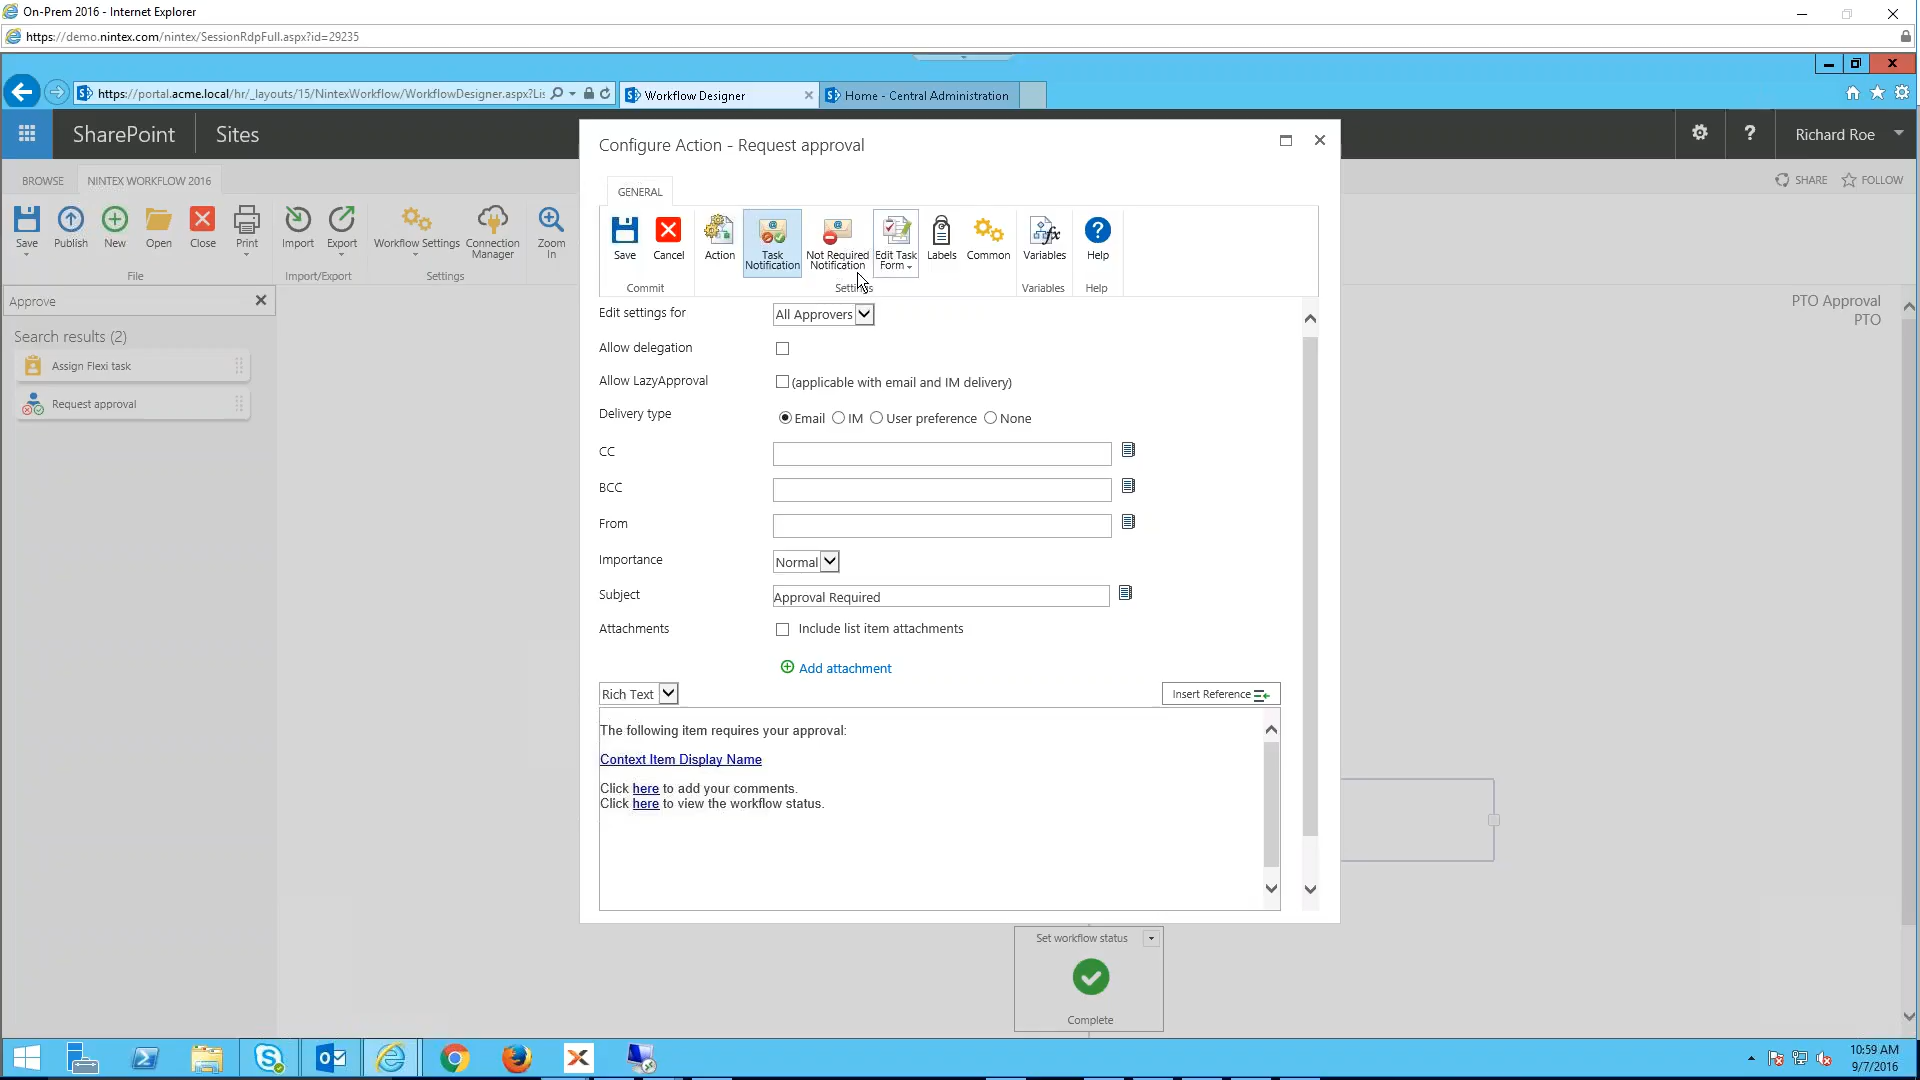 On-Prem 2016 - Internet Explorer
https://demo.nintex.com/nintex/SessionRdpFull.aspx?id=29235
https://portal.acme.local/hr/_layouts/15/NintexWorkflow/WorkflowDesigner.aspx?Lis
Workflow Designer
Home - Central Administration
SharePoint
Sites
?
Richard Roe
BROWSE
NINTEX WORKFLOW 2016
SHARE
FOLLOW
Save
Publish
New
Open
Close
Print
Import
Export
Workflow Settings
Connection
Manager
Zoom
In
File
Import/Export
Settings
Approve
Search results (2)
Assign Flexi task
Request approval
PTO Approval
PTO
Configure Action - Request approval
GENERAL
Save
Cancel
Action
Task
Notification
Not Required
Notification
Edit Task
Form
Labels
Common
Variables
Help
Commit
Settings
Variables
Help
Edit settings for
All Approvers
Allow delegation
Allow LazyApproval
(applicable with email and IM delivery)
Delivery type
Email
IM
User preference
None
CC
BCC
From
Importance
Normal
Subject
Approval Required
Attachments
Include list item attachments
Add attachment
Rich Text
Insert Reference
The following item requires your approval:
Context Item Display Name
Click here to add your comments.
Click here to view the workflow status.
Set workflow status
Complete
10:59 AM
9/7/2016